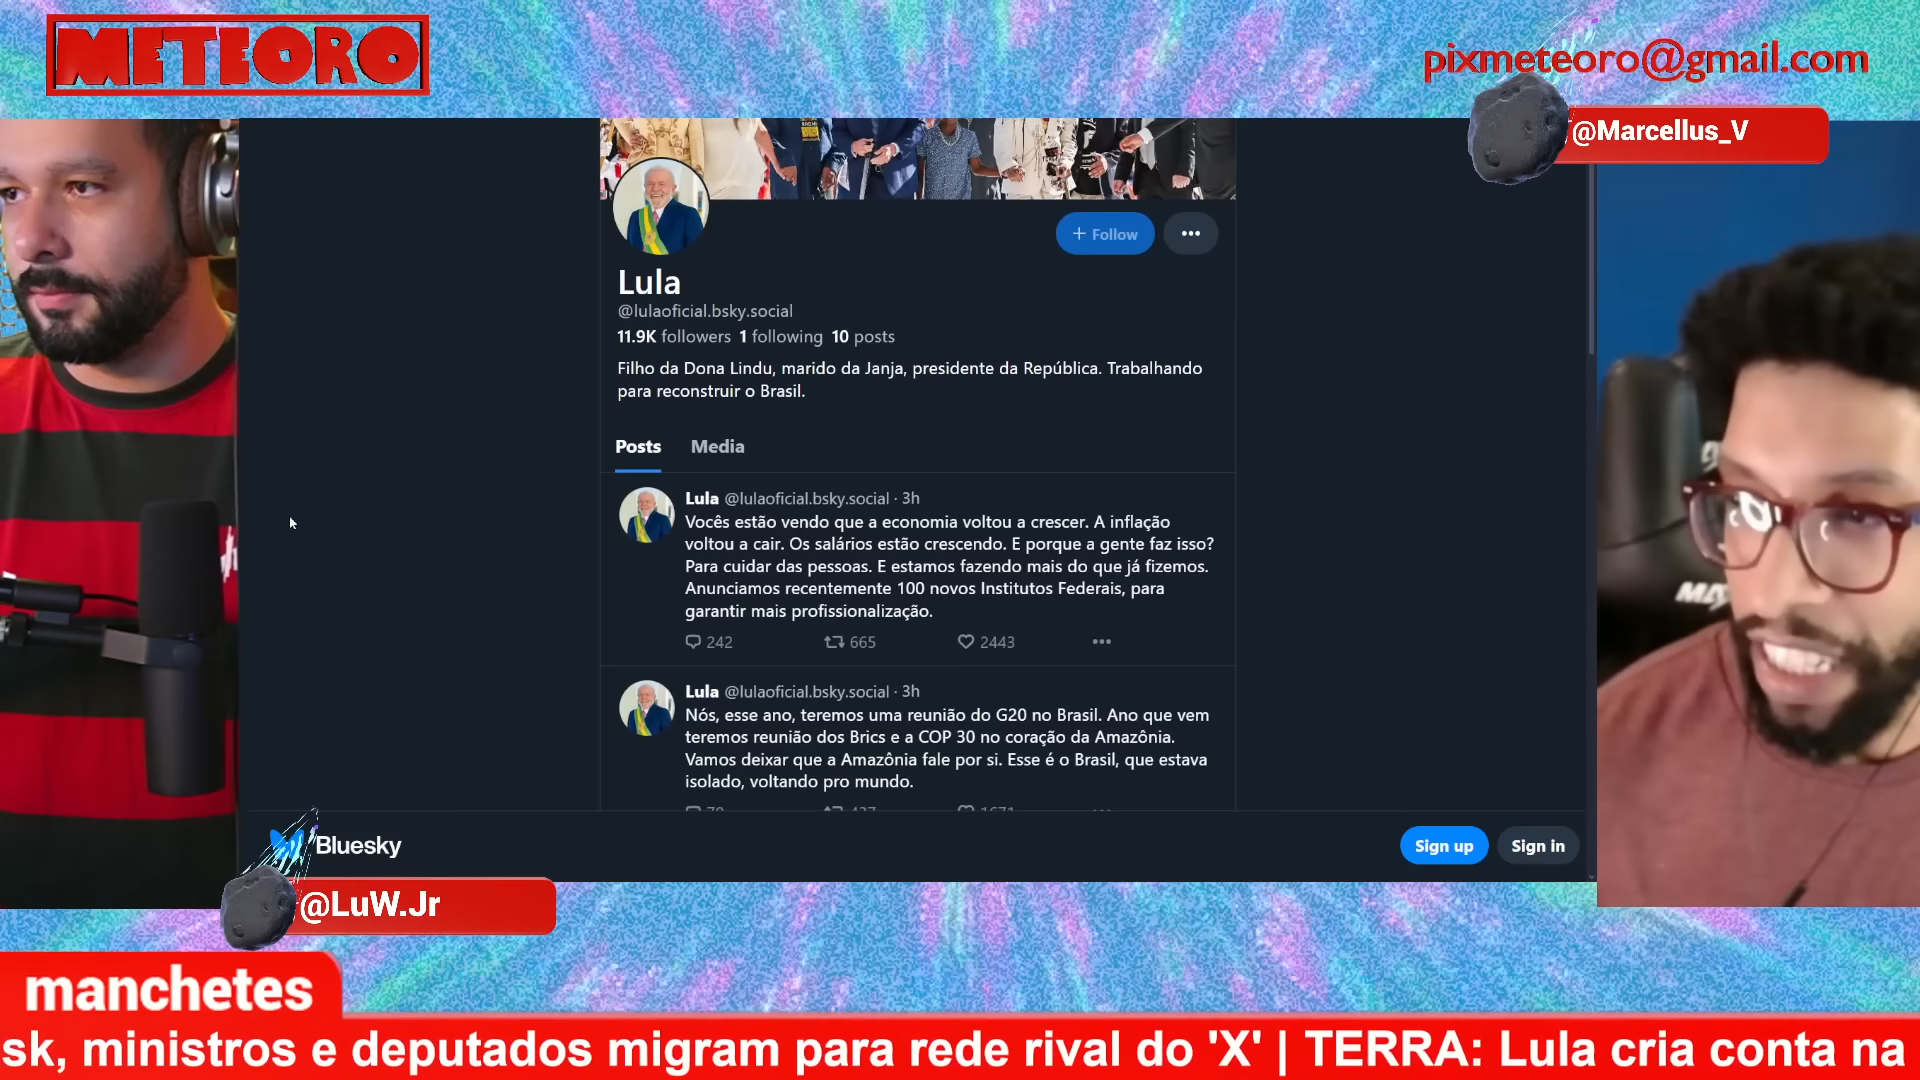 METEORO
pixmeteoro@gmail.com
@Marcellus_V
+ Follow
Lula
@lulaoficial.bsky.social
11.9K followers 1 following 10 posts
Filho da Dona Lindu, marido da Janja, presidente da República. Trabalhando
para reconstruir o Brasil.
Posts Media
Lula @lulaoficial.bsky.social · 3h
Vocês estão vendo que a economia voltou a crescer. A inflação
voltou a cair. Os salários estão crescendo. E porque a gente faz isso?
Para cuidar das pessoas. E estamos fazendo mais do que já fizemos.
Anunciamos recentemente 100 novos Institutos Federais, para
garantir mais profissionalização.
242 665 2443
Lula @lulaoficial.bsky.social · 3h
Nós, esse ano, teremos uma reunião do G20 no Brasil. Ano que vem
teremos reunião dos Brics e a COP 30 no coração da Amazônia.
Vamos deixar que a Amazônia fale por si. Esse é o Brasil, que estava
isolado, voltando pro mundo.
Bluesky
Sign up Sign in
@LuW.Jr
manchetes
sk, ministros e deputados migram para rede rival do 'X' | TERRA: Lula cria conta na